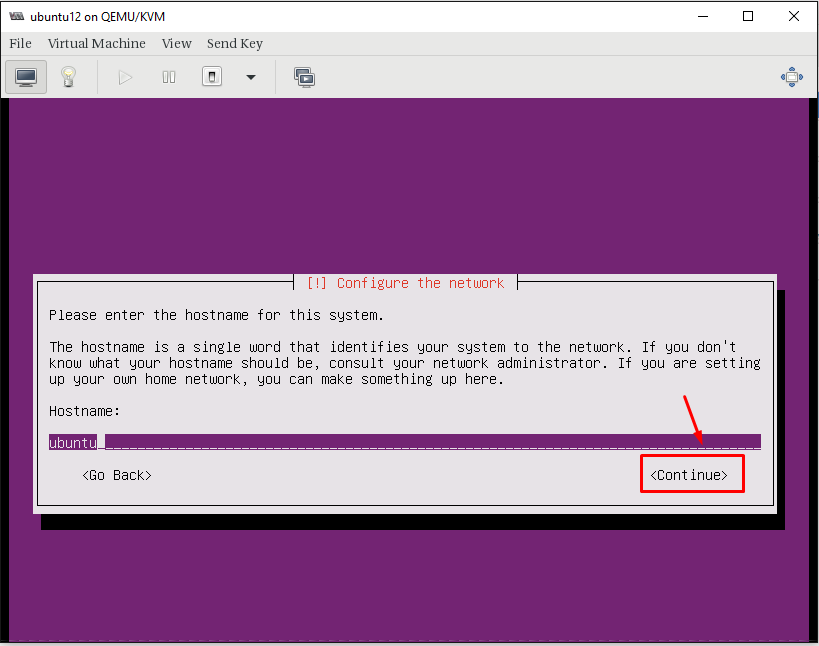 ubuntu12 on QEMU/KVM
File Virtual Machine View Send Key
[!] Configure the network
Please enter the hostname for this system.
The hostname is a single word that identifies your system to the network. If you don't
know what your hostname should be, consult your network administrator. If you are setting
up your own home network, you can make something up here.
Hostname:
ubuntu
<Go Back> <Continue>